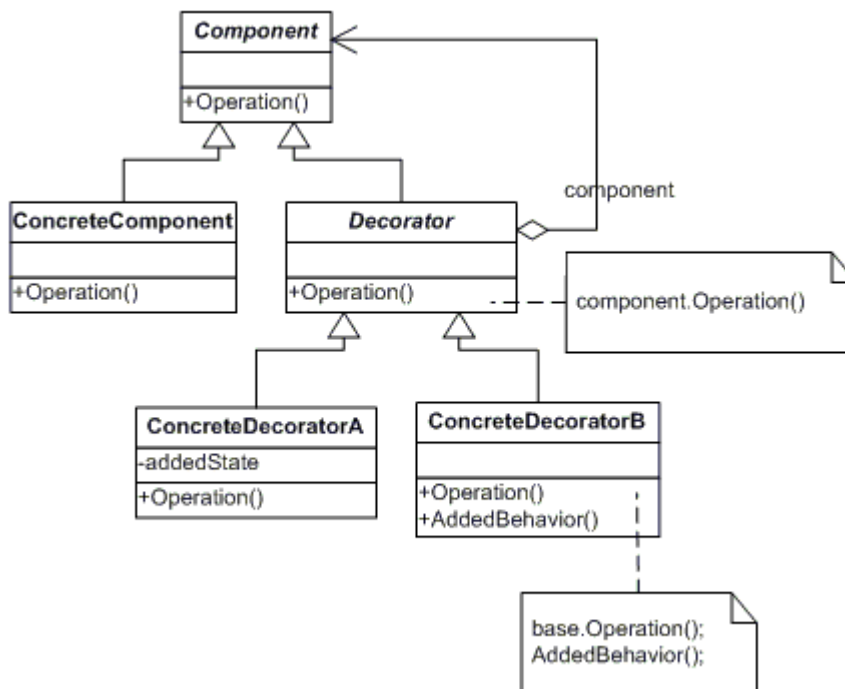 Component
+Operation()
component
ConcreteComponent
+Operation()
Decorator
+Operation()
component.Operation()
ConcreteDecoratorA
-addedState
+Operation()
ConcreteDecoratorB
+Operation()
+AddedBehavior()
base.Operation();
AddedBehavior();